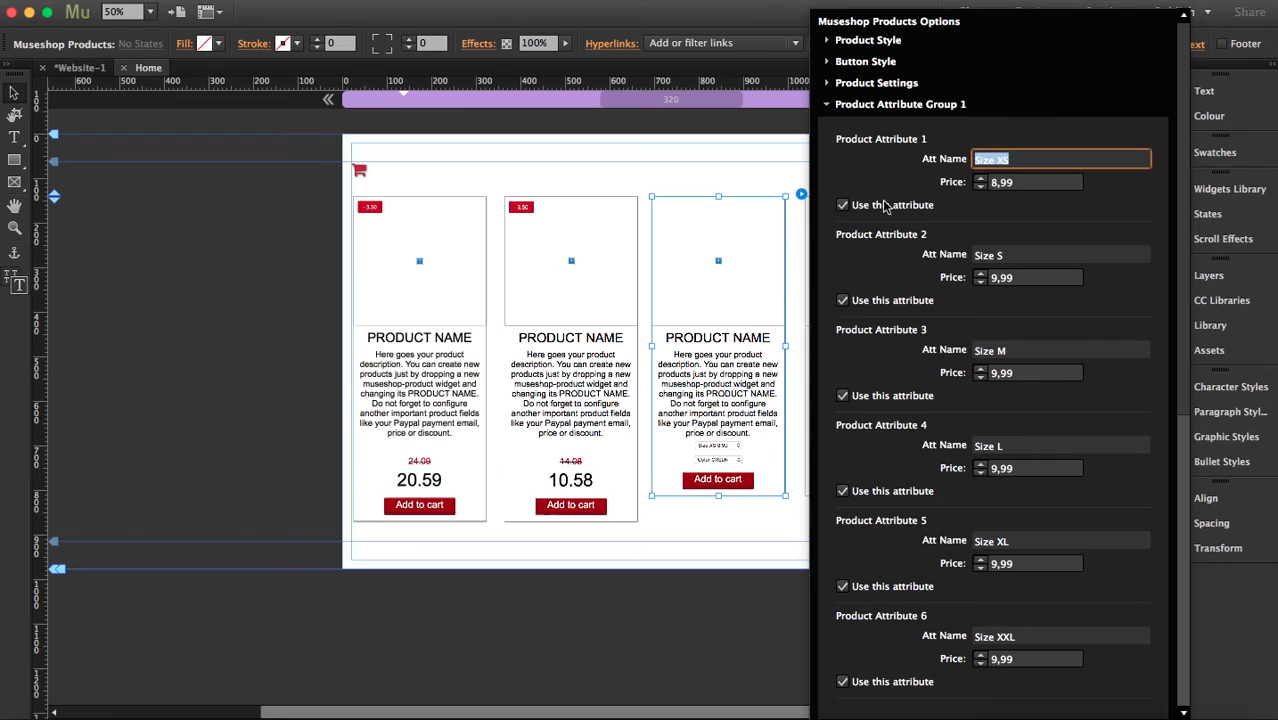 Mu 50% Share
Museshop Products: No States Fill: Stroke: 0 0 Effects: 100% Hyperlinks: Add or filter links Text Footer
*Website-1 Home
600 500 400 300 200 100 0 100 200 300 400 500 600 700 800 900 1000
320
- 3.50
PRODUCT NAME
Here goes your product
description. You can create new
products just by dropping a new
museshop-product widget and
changing its PRODUCT NAME.
Do not forget to configure
another important product fields
like your Paypal payment email,
price or discount.
24.09
20.59
Add to cart
- 3.50
PRODUCT NAME
Here goes your product
description. You can create new
products just by dropping a new
museshop-product widget and
changing its PRODUCT NAME.
Do not forget to configure
another important product fields
like your Paypal payment email,
price or discount.
14.08
10.58
Add to cart
PRODUCT NAME
Here goes your product
description. You can create new
products just by dropping a new
museshop-product widget and
changing its PRODUCT NAME.
Do not forget to configure
another important product fields
like your Paypal payment email,
price or discount.
Color GREEN
Add to cart
Museshop Products Options
Product Style
Button Style
Product Settings
Product Attribute Group 1
Product Attribute 1
Att Name Size XS
Price: 8,99
Use this attribute
Product Attribute 2
Att Name Size S
Price: 9,99
Use this attribute
Product Attribute 3
Att Name Size M
Price: 9,99
Use this attribute
Product Attribute 4
Att Name Size L
Price: 9,99
Use this attribute
Product Attribute 5
Att Name Size XL
Price: 9,99
Use this attribute
Product Attribute 6
Att Name Size XXL
Price: 9,99
Use this attribute
Text
Colour
Swatches
Widgets Library
States
Scroll Effects
Layers
CC Libraries
Library
Assets
Character Styles
Paragraph Styl...
Graphic Styles
Bullet Styles
Align
Spacing
Transform